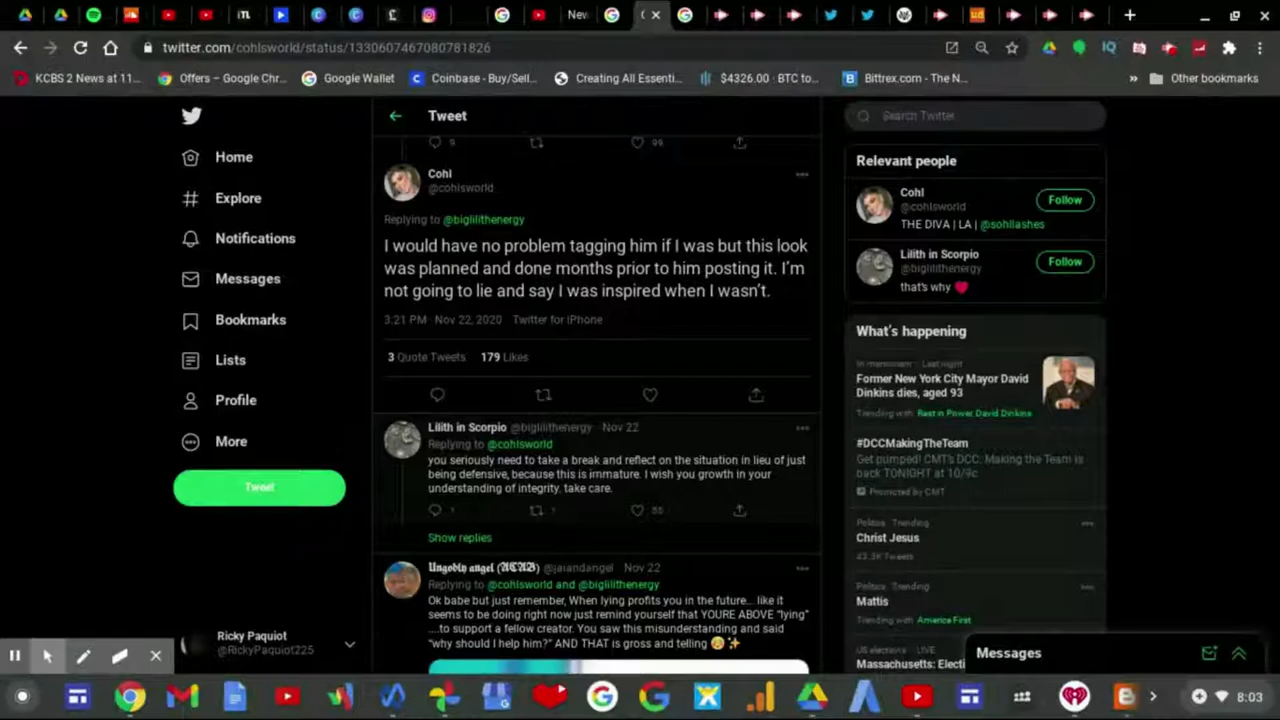 New
twitter.com/cohlsworld/status/1330607467080781826
KCBS 2 News at 11...
Offers – Google Chr...
Google Wallet
Coinbase - Buy/Sell...
Creating All Essenti...
$4326.00 · BTC to...
Bittrex.com - The N...
»
Other bookmarks
Tweet
Search Twitter
Home
Explore
Notifications
Messages
Bookmarks
Lists
Profile
More
Tweet
Ricky Paquiot
@RickyPaquiot225
9
99
Cohl
@cohlsworld
Replying to @biglilithenergy
I would have no problem tagging him if I was but this look
was planned and done months prior to him posting it. I’m
not going to lie and say I was inspired when I wasn’t.
3:21 PM · Nov 22, 2020 · Twitter for iPhone
3 Quote Tweets 179 Likes
Lilith in Scorpio @biglilithenergy · Nov 22
Replying to @cohlsworld
you seriously need to take a break and reflect on the situation in lieu of just
being defensive, because this is immature. I wish you growth in your
understanding of integrity. take care.
1
1
Show replies
@jaiandangel · Nov 22
Replying to @cohlsworld and @biglilithenergy
Ok babe but just remember, When lying profits you in the future... like it
seems to be doing right now just remind yourself that YOURE ABOVE “lying”
....to support a fellow creator. You saw this misunderstanding and said
“why should I help him?” AND THAT is gross and telling
Relevant people
Cohl
@cohlsworld
Follow
THE DIVA | LA | @sohllashes
Lilith in Scorpio
@biglilithenergy
Follow
that's why
What’s happening
In memoriam · Last night
Former New York City Mayor David
Dinkins dies, aged 93
Trending with Rest in Power, David Dinkins
#DCCMakingTheTeam
Get pumped! CMT's DCC: Making the Team is
back TONIGHT at 10/9c
Promoted by CMT
Politics · Trending
Christ Jesus
43.3K Tweets
Politics · Trending
Mattis
Trending with America First
US elections · LIVE
Massachusetts: Electi
Messages
8:03